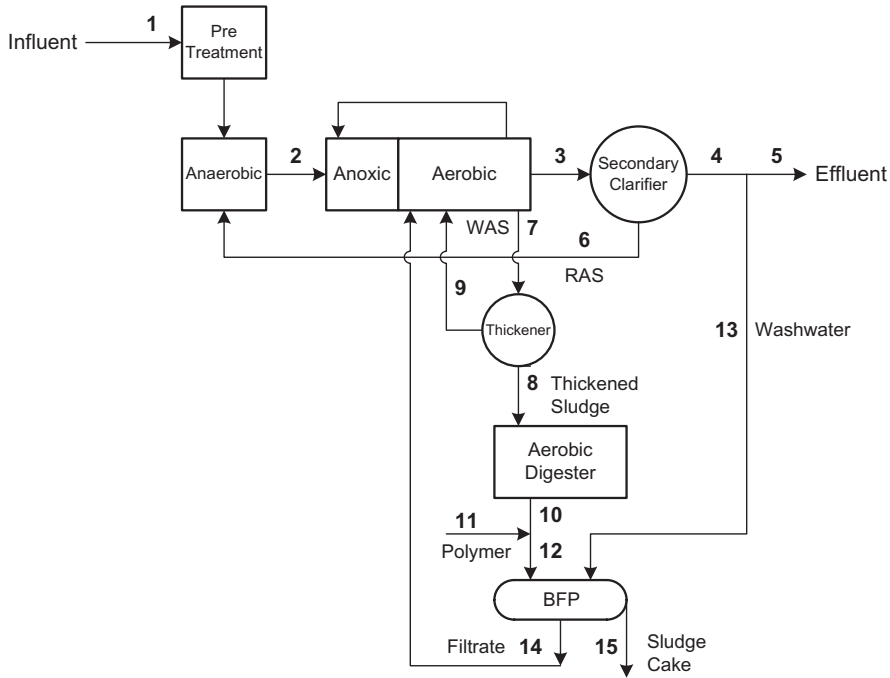 1
Influent
Pre
Treatment
Anaerobic
2
Anoxic
Aerobic
3
Secondary
Clarifier
4
5
Effluent
WAS
7
6
RAS
9
Thickener
13
Washwater
8
Thickened
Sludge
Aerobic
Digester
10
11
Polymer
12
BFP
Filtrate
14
15
Sludge
Cake